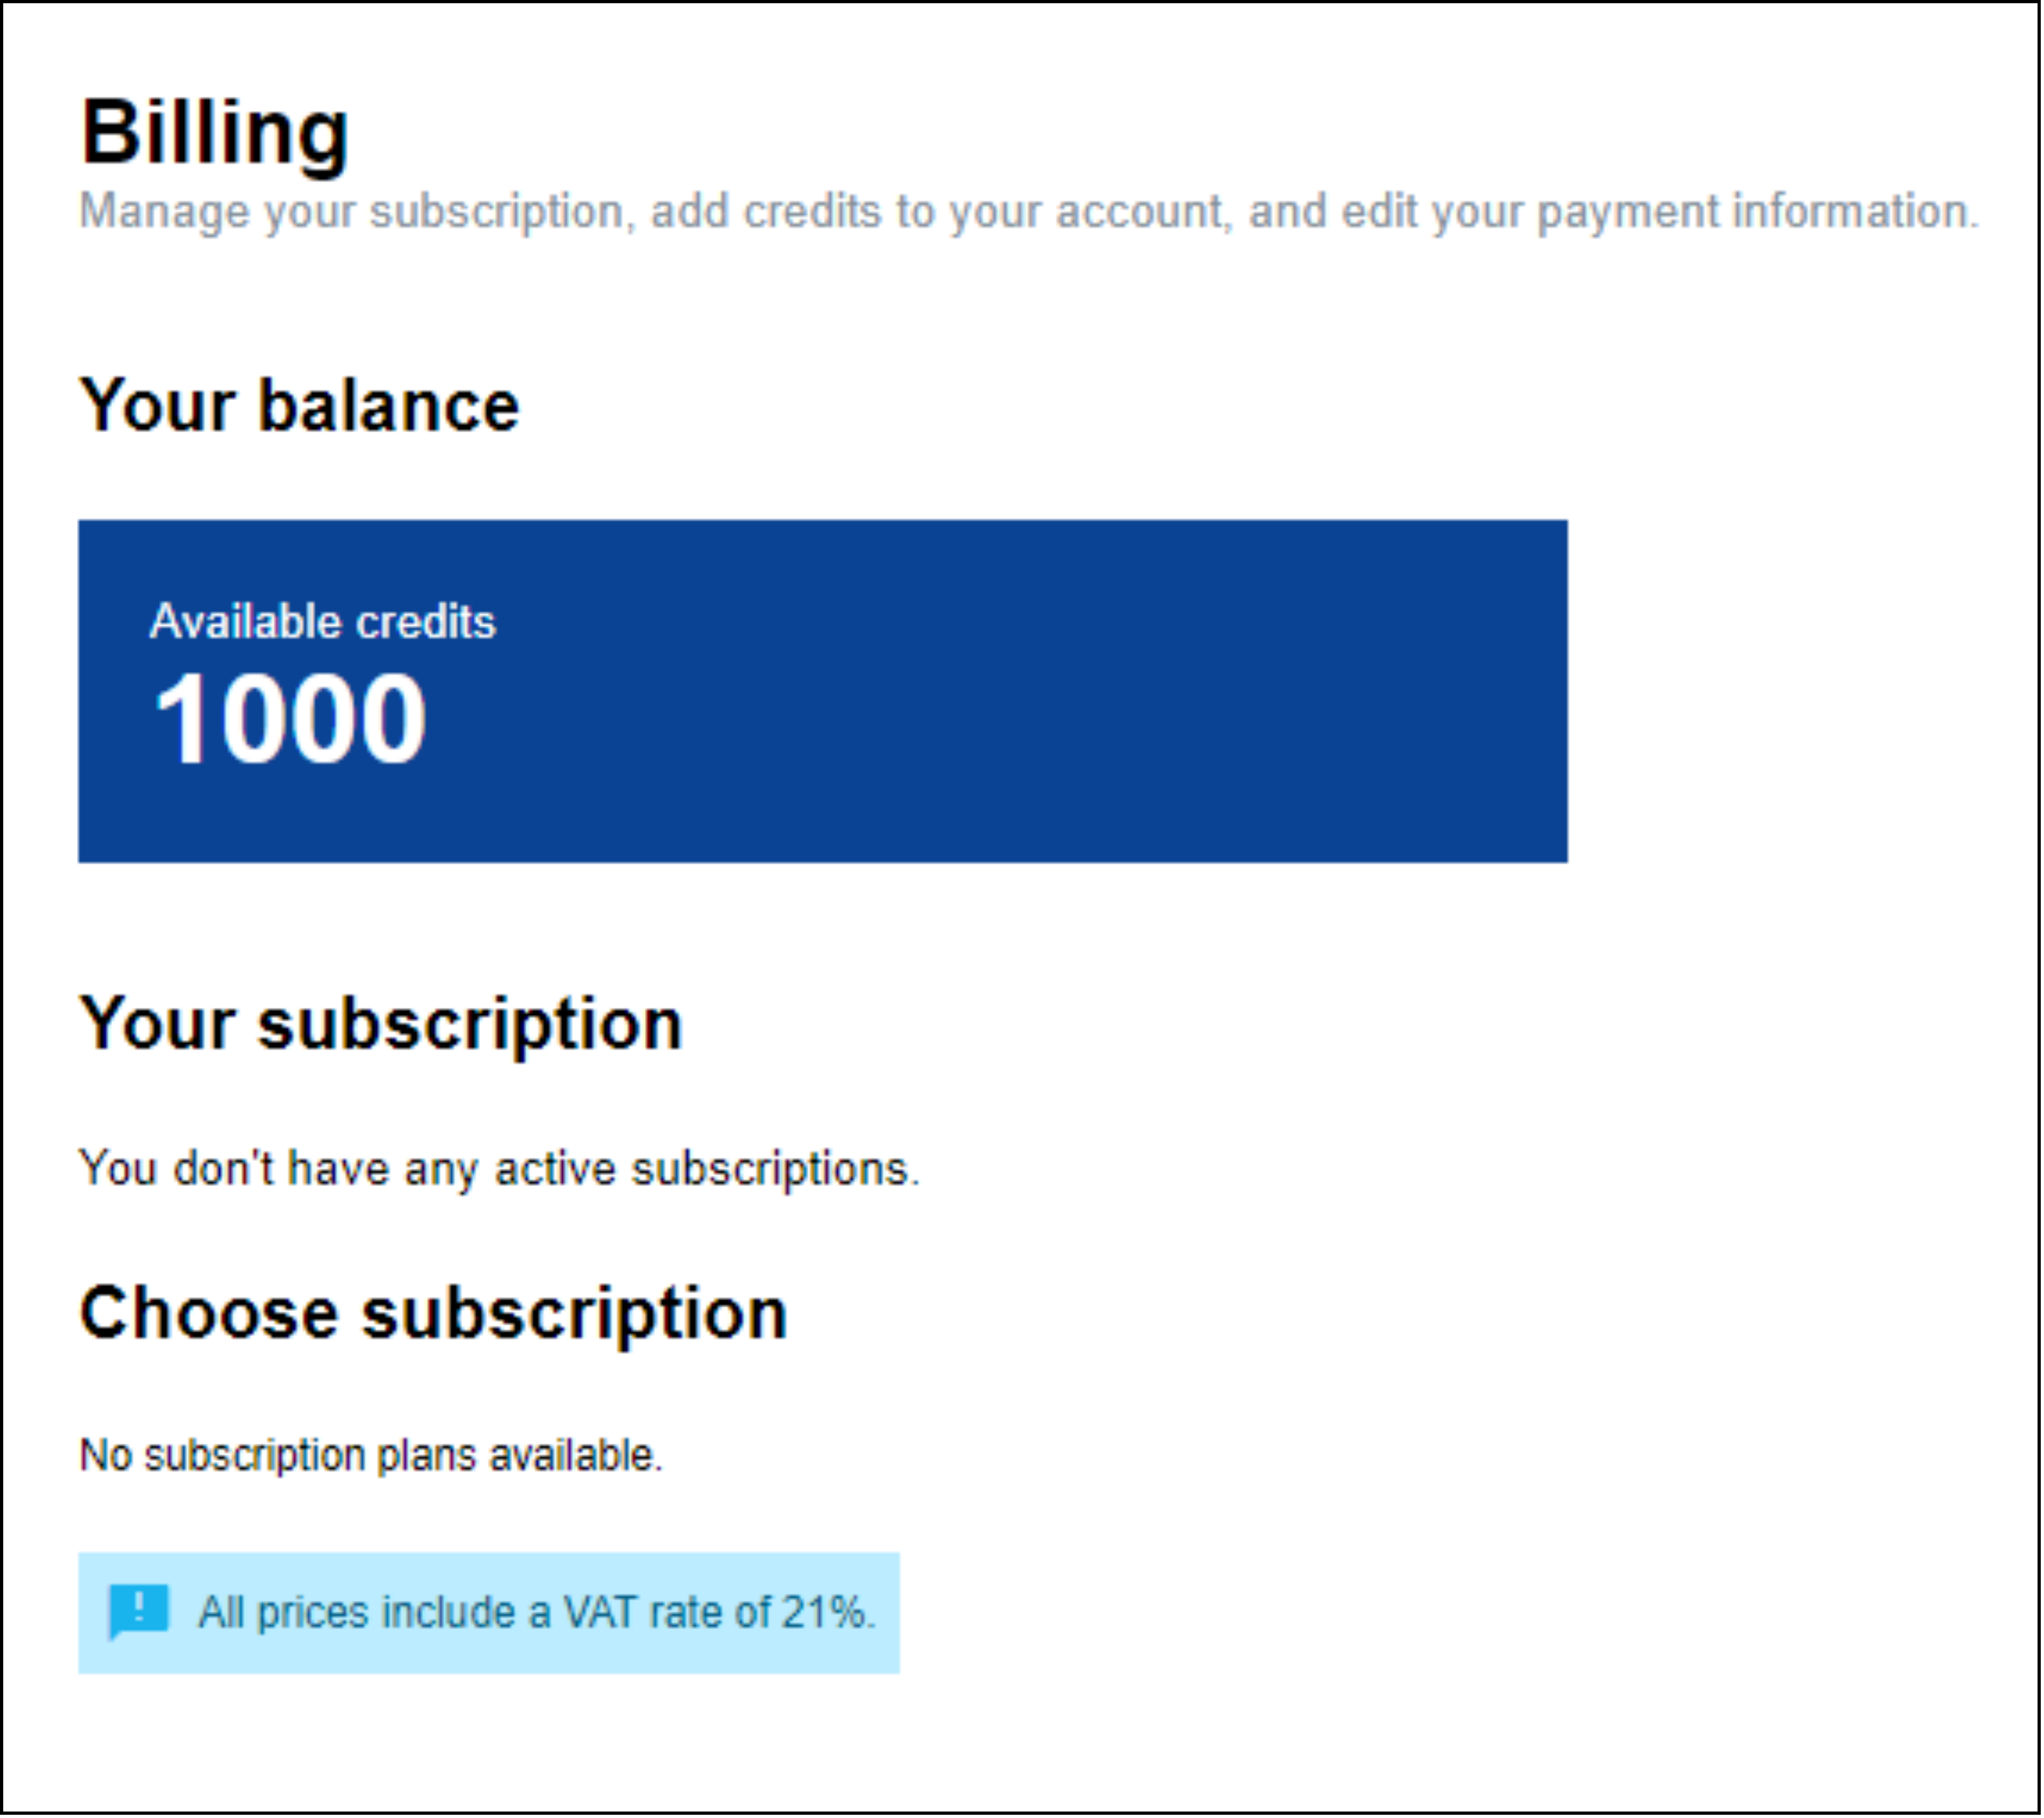 Billing
Manage your subscription, add credits to your account, and edit your payment information.
Your balance
Available credits
1000
Your subscription
You don't have any active subscriptions.
Choose subscription
No subscription plans available.
All prices include a VAT rate of 21%.